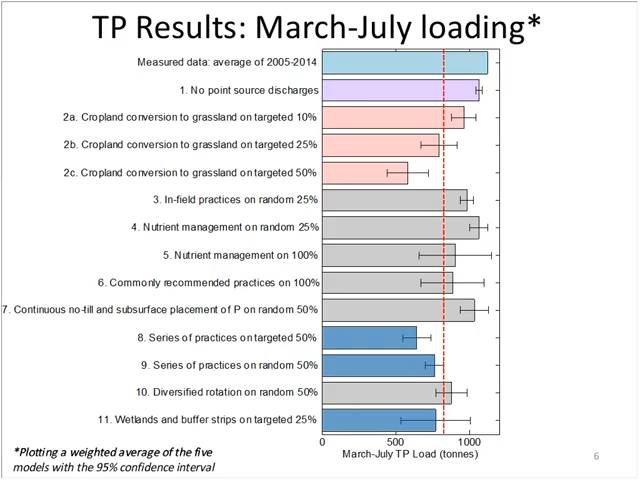 TP Results: March-July loading*
Measured data: average of 2005-2014
1. No point source discharges
2a. Cropland conversion to grassland on targeted 10%
2b. Cropland conversion to grassland on targeted 25%
2c. Cropland conversion to grassland on targeted 50%
3. In-field practices on random 25%
4. Nutrient management on random 25%
5. Nutrient management on 100%
6. Commonly recommended practices on 100%
7. Continuous no-till and subsurface placement of P on random 50%
8. Series of practices on targeted 50%
9. Series of practices on random 50%
10. Diversified rotation on random 50%
11. Wetlands and buffer strips on targeted 25%
0 500 1000
March-July TP Load (tonnes)
*Plotting a weighted average of the five
models with the 95% confidence interval
6